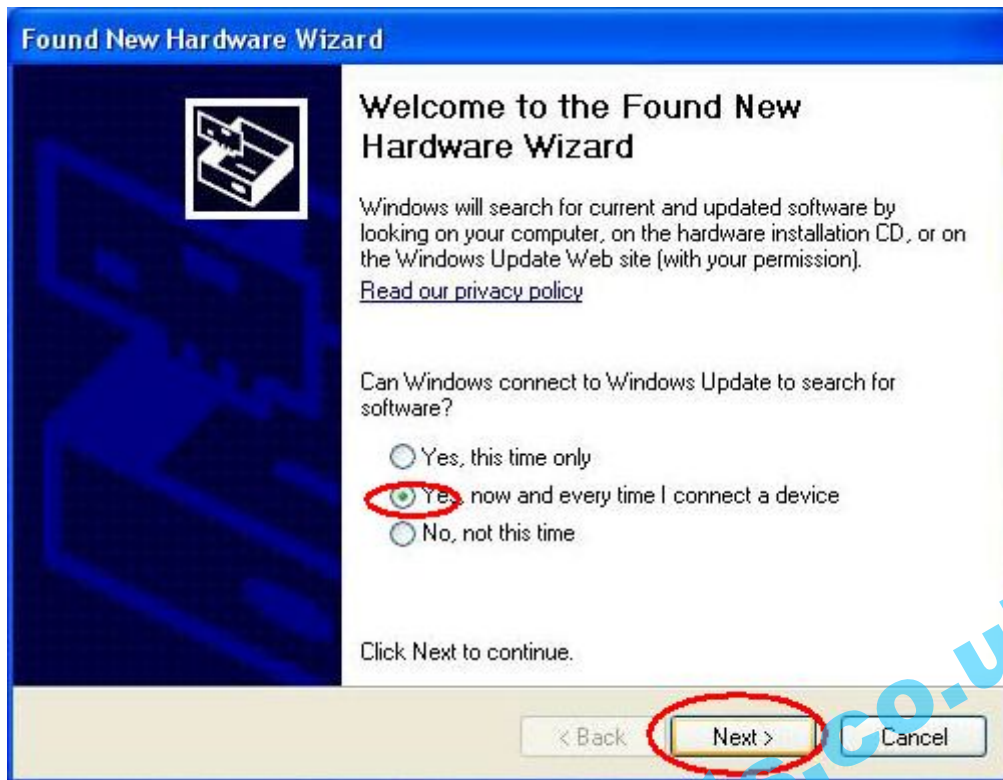 Found New Hardware Wizard
Welcome to the Found New
Hardware Wizard
Windows will search for current and updated software by
looking on your computer, on the hardware installation CD, or on
the Windows Update Web site (with your permission).
Read our privacy policy
Can Windows connect to Windows Update to search for
software?
Yes, this time only
Yes, now and every time I connect a device
No, not this time
Click Next to continue.
< Back Next > Cancel
.co.u